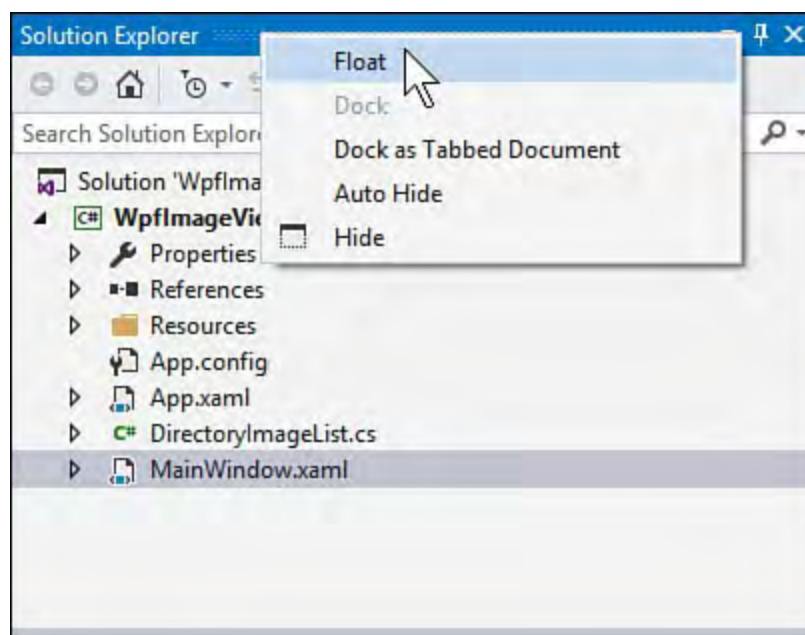 Solution Explorer
Float
Dock
Search Solution Explor
Dock as Tabbed Document
Solution 'WpfIma
Auto Hide
C# WpfImageVie
Hide
Properties
References
Resources
App.config
App.xaml
C# DirectoryImageList.cs
MainWindow.xaml